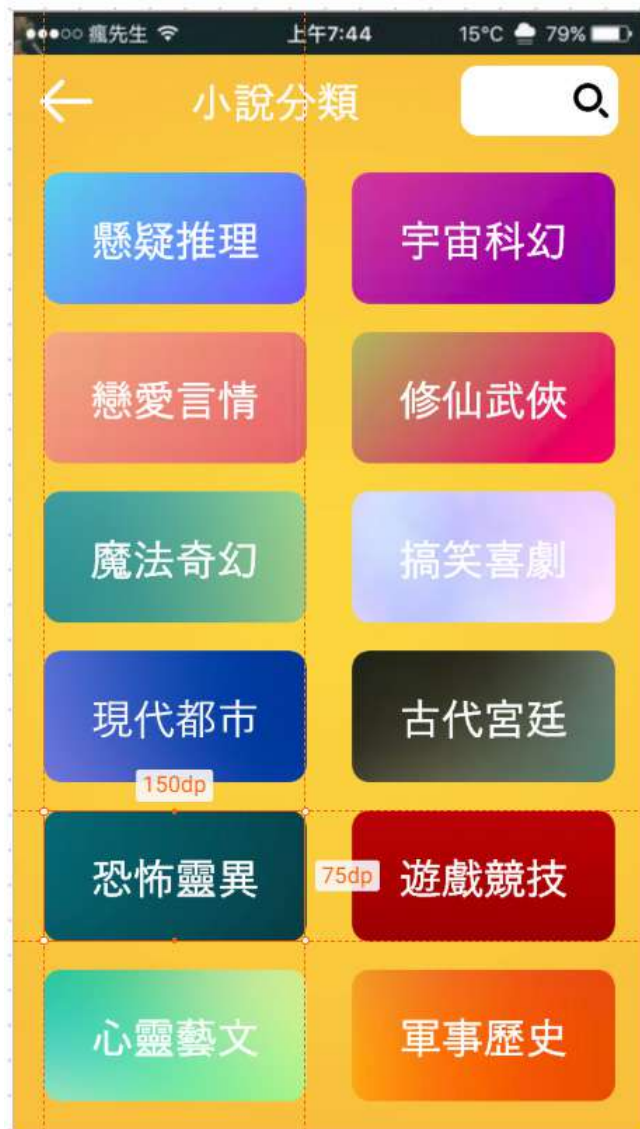 瘋先生 上午7:44 15°C 79%
小說分類
懸疑推理 宇宙科幻
戀愛言情 修仙武俠
魔法奇幻 搞笑喜劇
現代都市 古代宮廷
150dp
恐怖靈異 75dp 遊戲競技
心靈藝文 軍事歷史